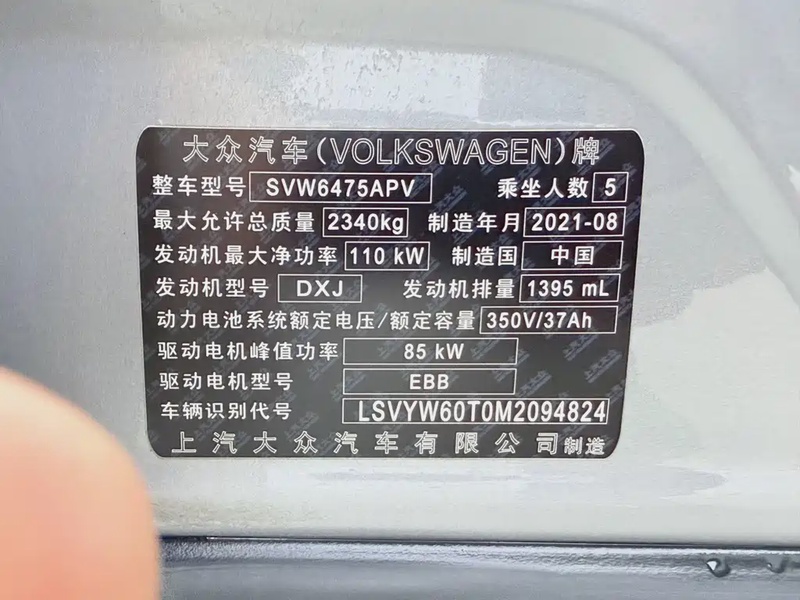 大众汽车(VOLKSWAGEN)牌
整车型号 SVW6475APV 乘坐人数 5
最大允许总质量 2340kg 制造年月 2021-08
发动机最大净功率 110 kW 制造国 中国
发动机型号 DXJ 发动机排量 1395 mL
动力电池系统额定电压/额定容量 350V/37Ah
驱动电机峰值功率 85 kW
驱动电机型号 EBB
车辆识别代号 LSVYW60T0M2094824
上汽大众汽车有限公司制造